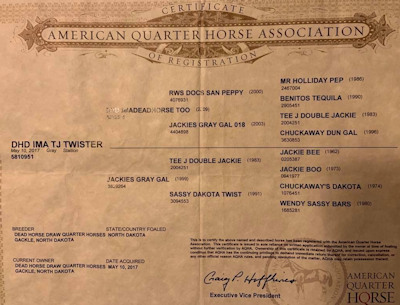 CERTIFICATE
AMERICAN QUARTER HORSE ASSOCIATION
OF REGISTRATION
MR HOLLIDAY PEP (1986)
2467004
RWS DOCS SAN PEPPY (2000)
4076931
BENITOS TEQUILA (1990)
IMADEADHORSE TOO
TEE J DOUBLE JACKIE (1983)
2004251
JACKIES GRAY GAL 018 (2003)
4404698
CHUCKAWAY DUN GAL
DHD IMA TJ TWISTER
5810951
May 10, 2017 Gray Stallion
JACKIE BEE (1962)
TEE J DOUBLE JACKIE (1983)
2004251
JACKIE BOO (1973)
0941977
JACKIES GRAY GAL
CHUCKAWAY'S DAKOTA (1974)
SASSY DAKOTA TWIST (1991)
3094553
WENDY SASSY BARS
BREEDER
STATE/COUNTRY FOALED
DEAD HORSE DRAW QUARTER HORSES
NORTH DAKOTA
GACKLE, NORTH DAKOTA
CURRENT OWNER
DATE ACQUIRED
DEAD HORSE DRAW QUARTER HORSES
MAY 10, 2017
GACKLE, NORTH DAKOTA
Executive Vice President
AMERICAN
QUARTER
HORSE